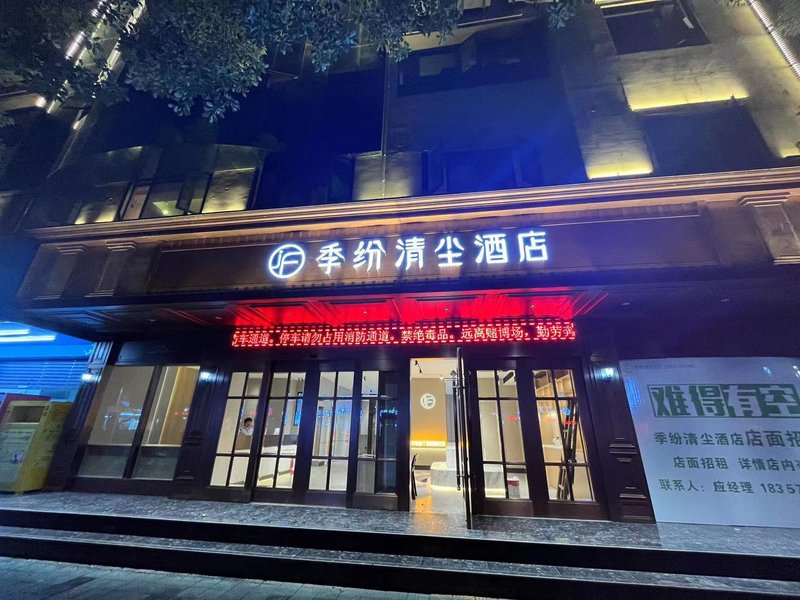 JF 季纷清尘酒店
车通道。停车请勿占用消防通道。禁绝毒品。远离赌博场。勤劳
难得有空
季纷清尘酒店店面招
店面招租 详情店内
联系人：应经理 1835